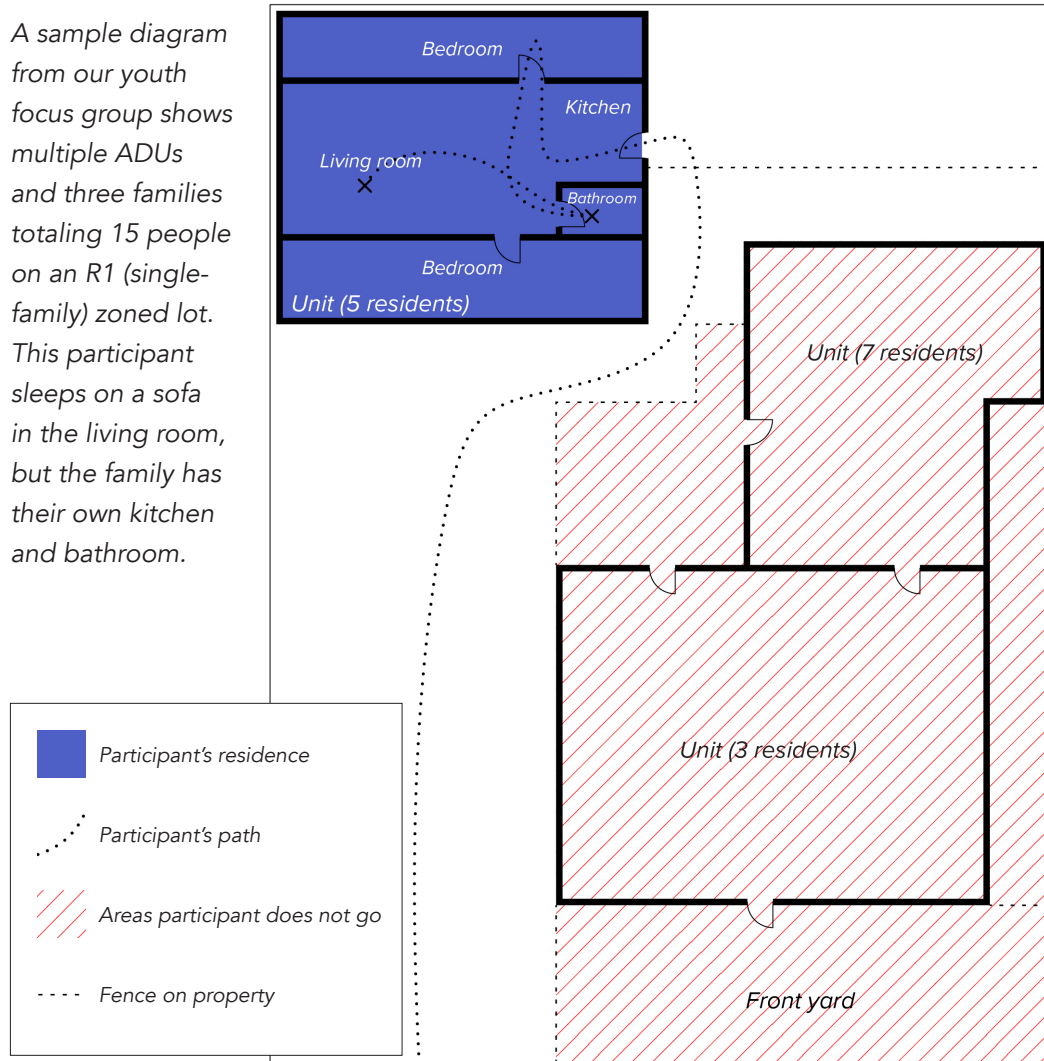 A sample diagram
from our youth
focus group shows
multiple ADUs
and three families
totaling 15 people
on an R1 (single-
family) zoned lot.
This participant
sleeps on a sofa
in the living room,
but the family has
their own kitchen
and bathroom.
Bedroom
Kitchen
Living room
Bathroom
Bedroom
Unit (5 residents)
Unit (7 residents)
Unit (3 residents)
Front yard
Participant's residence
Participant's path
Areas participant does not go
Fence on property